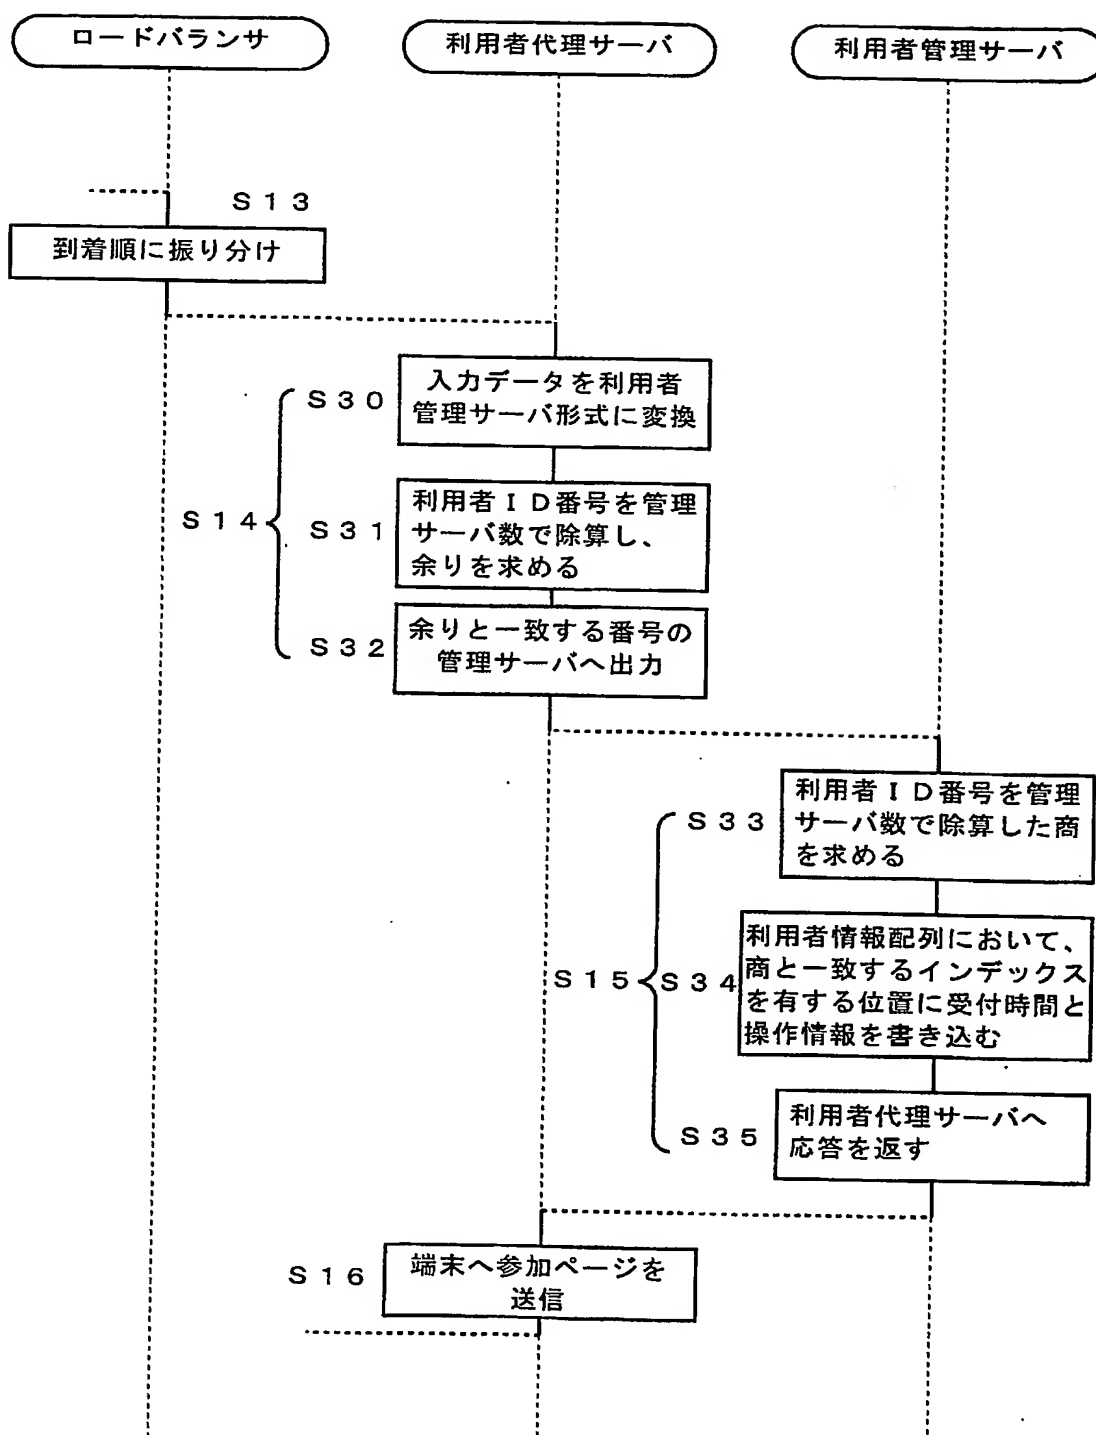 ロードバランサ
利用者代理サーバ
利用者管理サーバ
S13
到着順に振り分け
S14
S30
入力データを利用者
管理サーバ形式に変換
S31
利用者ID番号を管理
サーバ数で除算し、
余りを求める
S32
余りと一致する番号の
管理サーバへ出力
S15
S33
利用者ID番号を管理
サーバ数で除算した商
を求める
S34
利用者情報配列において、
商と一致するインデックス
を有する位置に受付時間と
操作情報を書き込む
S35
利用者代理サーバへ
応答を返す
S16
端末へ参加ページを
送信